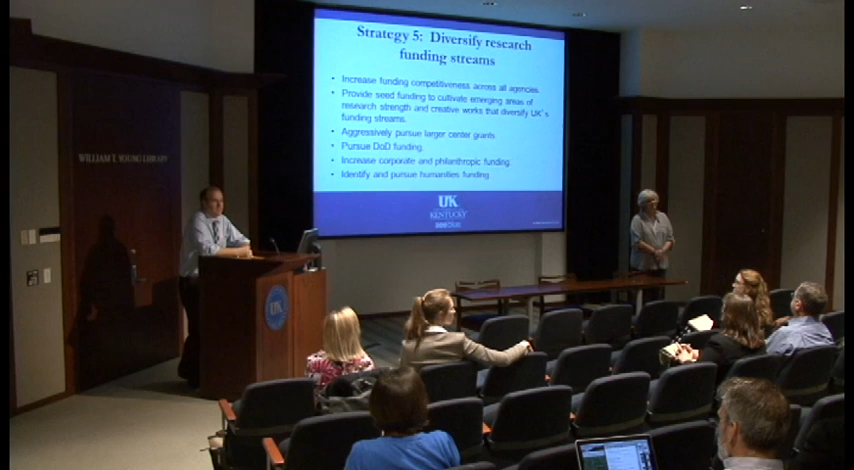 Strategy 5: Diversify research
funding streams
• Increase funding competitiveness across all agencies.
• Provide seed funding to cultivate emerging areas of
research strength and creative works that diversify UK's
funding streams.
• Aggressively pursue larger center grants
• Pursue DoD funding
• Increase corporate and philanthropic funding
• Identify and pursue humanities funding
UK
KENTUCKY
seeblue
WILLIAM T. YOUNG LIBRARY
UK